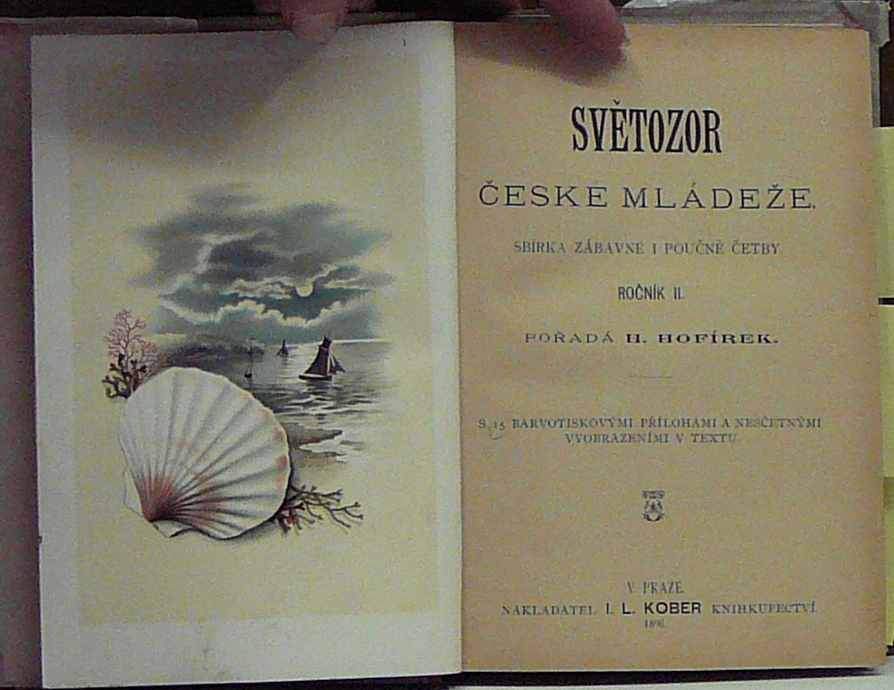 SVĚTOZOR
ČESKÉ MLÁDEŽE.
SBÍRKA ZÁBAVNÉ I POUČNÉ ČETBY.
ROČNÍK II.
POŘÁDÁ H. HOFÍREK.
S 15 BARVOTISKOVÝMI PŘÍLOHAMI A NESČETNÝMI
VYOBRAZENÍMI V TEXTU.
V PRAZE.
NAKLADATEL I. L. KOBER KNIHKUPECTVÍ.